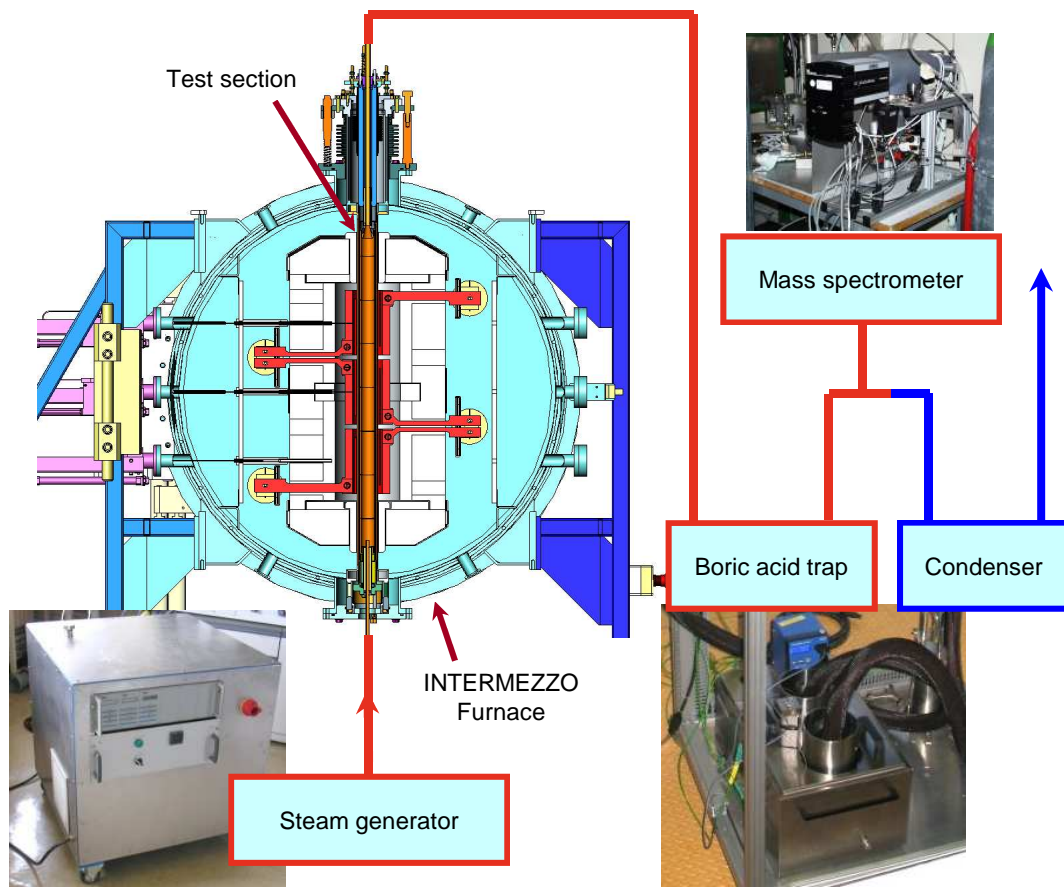 Test section
Mass spectrometer
Boric acid trap
Condenser
INTERMEZZO
Furnace
Steam generator